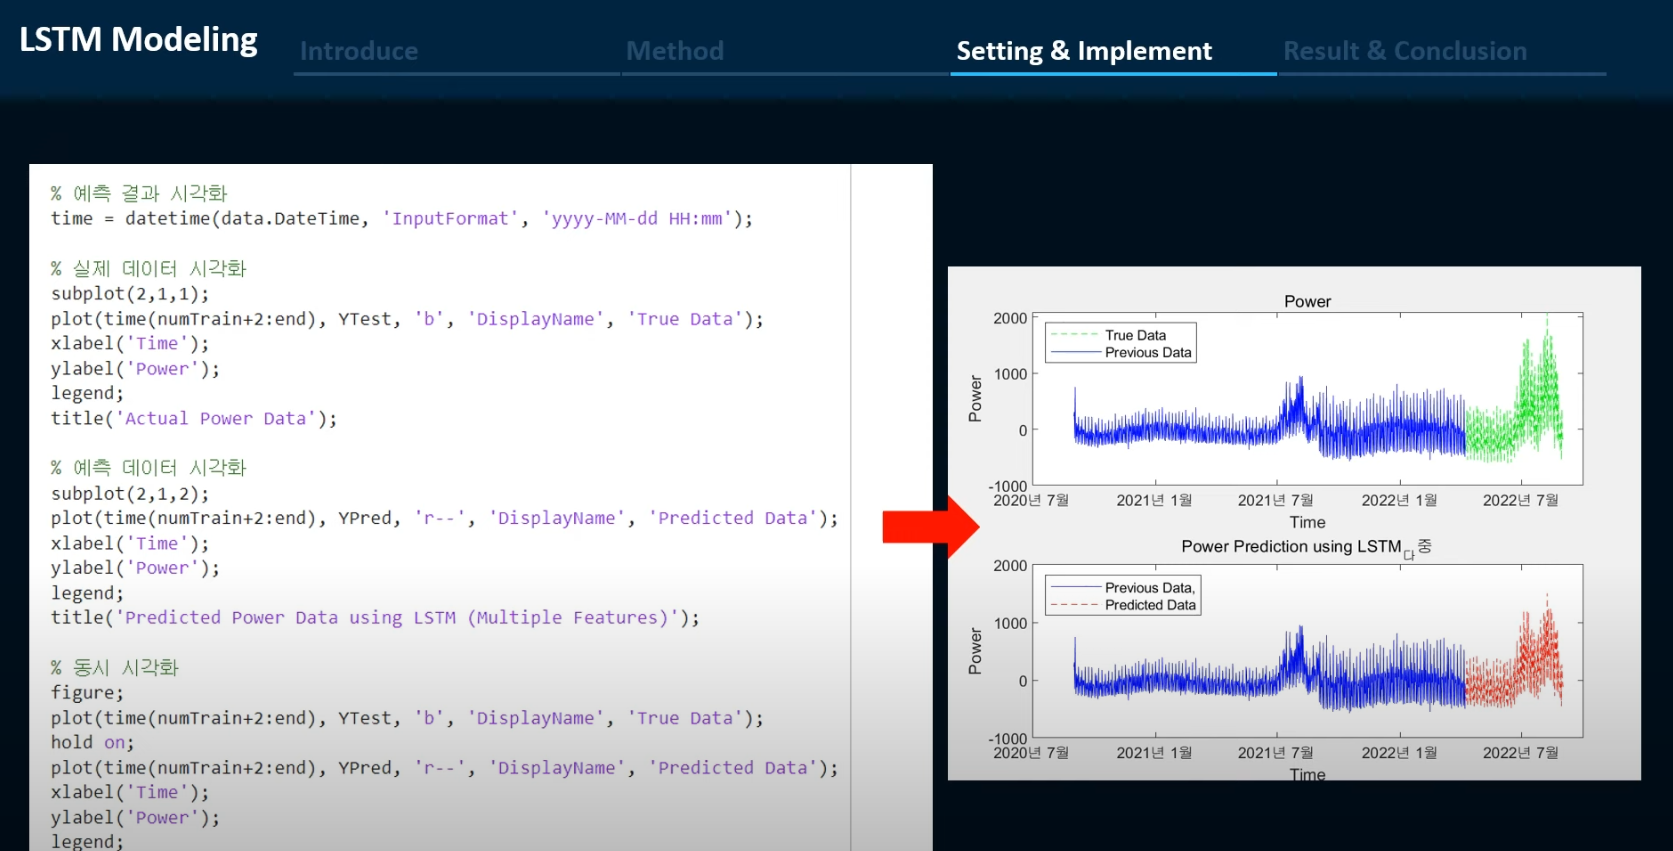 LSTM Modeling
Introduce
Method
Setting & Implement
Result & Conclusion
% 예측 결과 시각화
time = datetime(data.DateTime, 'InputFormat', 'yyyy-MM-dd HH:mm');
% 실제 데이터 시각화
subplot(2,1,1);
plot(time(numTrain+2:end), YTest, 'b', 'DisplayName', 'True Data');
xlabel('Time');
ylabel('Power');
legend;
title('Actual Power Data');
% 예측 데이터 시각화
subplot(2,1,2);
plot(time(numTrain+2:end), YPred, 'r--', 'DisplayName', 'Predicted Data');
xlabel('Time');
ylabel('Power');
legend;
title('Predicted Power Data using LSTM (Multiple Features)');
% 동시 시각화
figure;
plot(time(numTrain+2:end), YTest, 'b', 'DisplayName', 'True Data');
hold on;
plot(time(numTrain+2:end), YPred, 'r--', 'DisplayName', 'Predicted Data');
xlabel('Time');
ylabel('Power');
legend;
Power
2000
1000
0
-1000
Power
True Data
Previous Data
2020년 7월
2021년 1월
2021년 7월
2022년 1월
2022년 7월
Time
Power Prediction using LSTM다중
2000
1000
0
-1000
Power
Previous Data,
Predicted Data
2020년 7월
2021년 1월
2021년 7월
2022년 1월
2022년 7월
Time